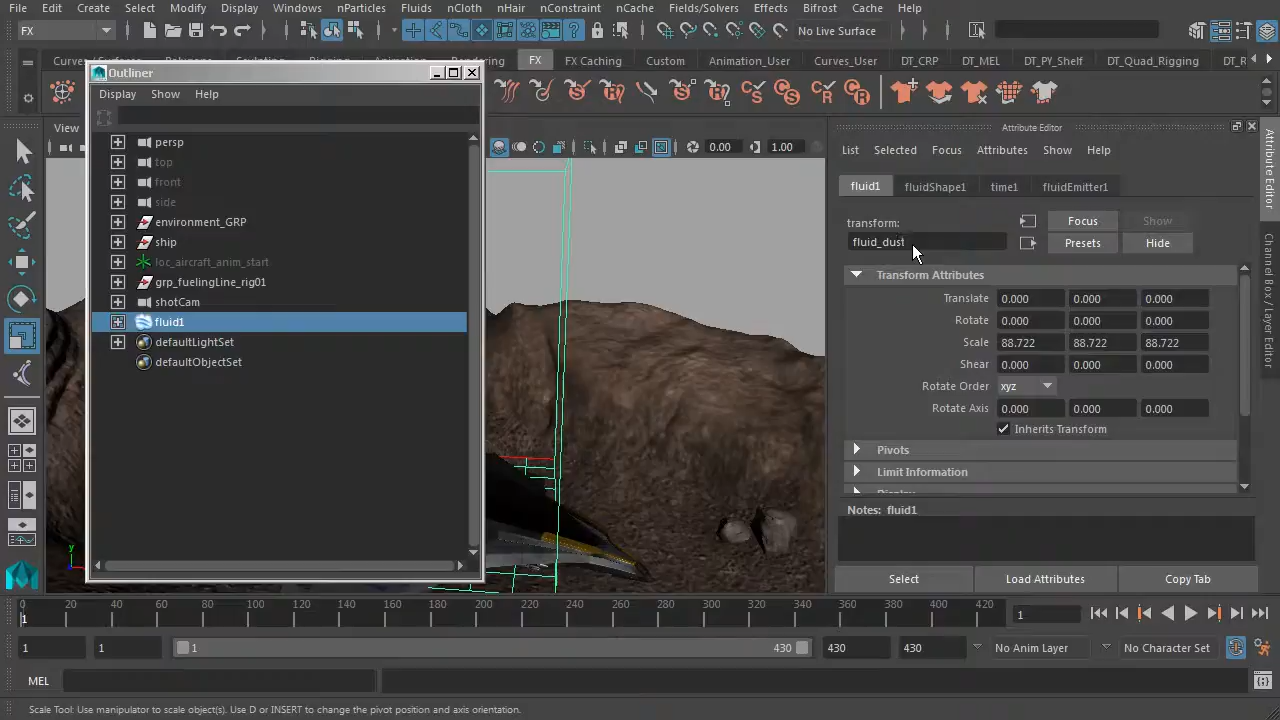 File Edit Create Select Modify Display Windows nParticles Fluids nCloth nHair nConstraint nCache Fields/Solvers Effects Bifrost Cache Help
FX No Live Surface
FX FX Caching Custom Animation_User Curves_User DT_CRP DT_MEL DT_PY_Shelf DT_Quad_Rigging DT_R
Outliner
Display Show Help
View 0.00 1.00
persp
top
front
side
environment_GRP
ship
loc_aircraft_anim_start
grp_fuelingLine_rig01
shotCam
fluid1
defaultLightSet
defaultObjectSet
Attribute Editor
List Selected Focus Attributes Show Help
fluid1 fluidShape1 time1 fluidEmitter1
transform: Focus Show
fluid_dust Presets Hide
Transform Attributes
Translate 0.000 0.000 0.000
Rotate 0.000 0.000 0.000
Scale 88.722 88.722 88.722
Shear 0.000 0.000 0.000
Rotate Order xyz
Rotate Axis 0.000 0.000 0.000
Inherits Transform
Pivots
Limit Information
Notes: fluid1
Select Load Attributes Copy Tab
Attribute Editor
Channel Box / Layer Editor
y
0 20 40 60 80 100 120 140 160 180 200 220 240 260 280 300 320 340 360 380 400 420
1 1
1 1 1 430 430 430 No Anim Layer No Character Set
MEL
Scale Tool: Use manipulator to scale object(s). Use D or INSERT to change the pivot position and axis orientation.